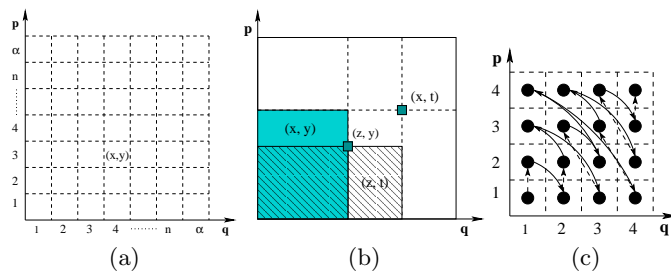 p
α
n
4
3
2
1
(x,y)
1 2 3 4 n α q
(a)
p
(x, t)
(x, y)
(z, y)
(z, t)
q
(b)
p
4
3
2
1
1 2 3 4 q
(c)